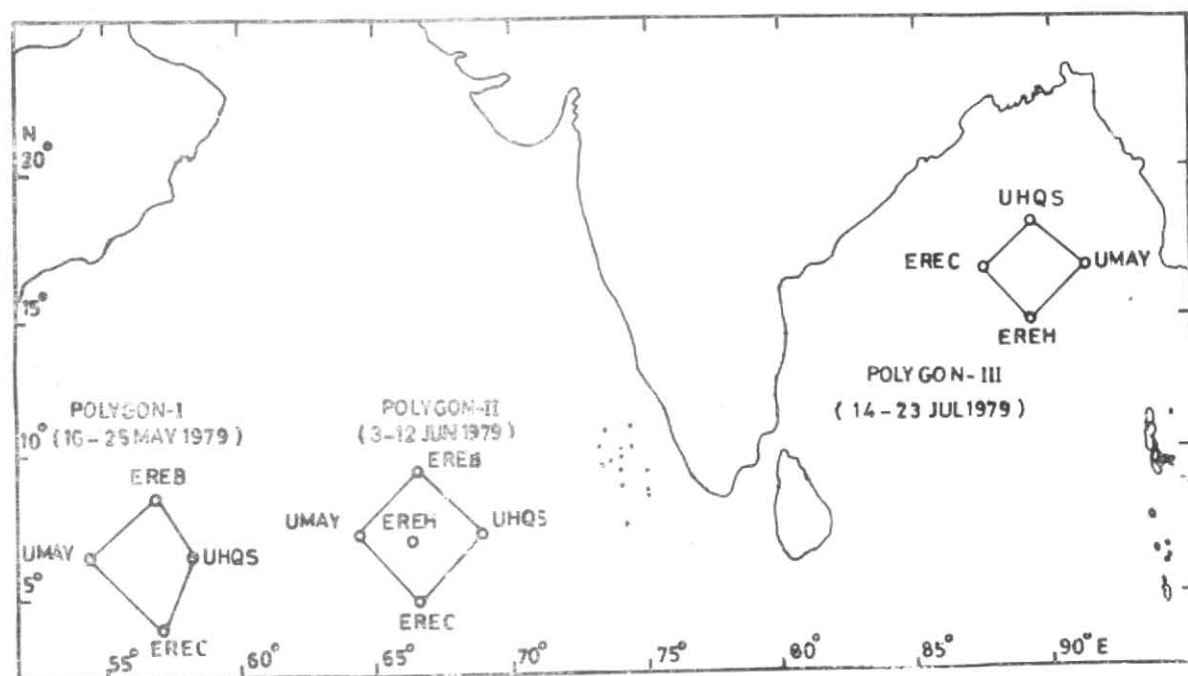 N
20°
15°
10°
5°
55°
60°
65°
70°
75°
80°
85°
90° E
POLYGON-I
(16-25 MAY 1979)
EREB
UMAY
UHQS
EREC
POLYGON-II
(3-12 JUN 1979)
EREB
UMAY
EREH
UHQS
EREC
UHQS
EREC
UMAY
EREH
POLYGON-III
(14-23 JUL 1979)